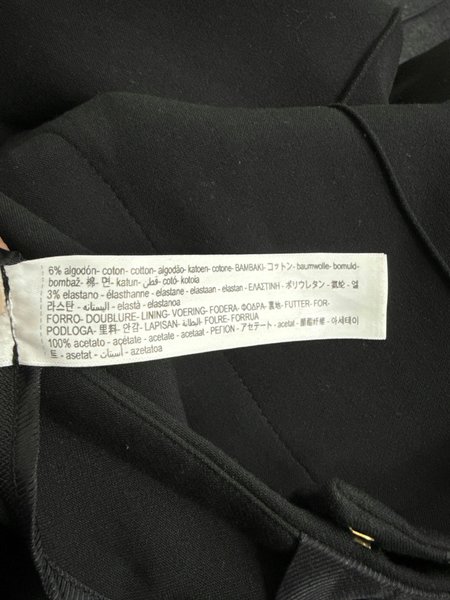 6% algodón- coton- cotton- algodão- katoen- cotone- ΒΑΜΒΑΚΙ- コットン- baumwolle- bomuld-
bombaž- 棉- 면- katun- قطن- cotó- kotoia
3% elastano - élasthanne - elastane - elastaan - elastan - ΕΛΑΣΤΙΝΗ - ポリウレタン - 氨纶 - 엘
라스탄 - اليستانه - elastà - elastanoa
FORRO- DOUBLURE- LINING- VOERING- FODERA- ΦΟΔΡΑ- 裏地- FUTTER- FOR-
PODLOGA- 里料- 안감- LAPISAN- البطانة- FOLRE- FORRUA
100% acetato - acétate - acetate - acetaat - ΡΕΓΙΟΝ - アセテート - acetat - 醋酯纤维 - 아세테이
트 - asetat - أسيتات - azetatoa